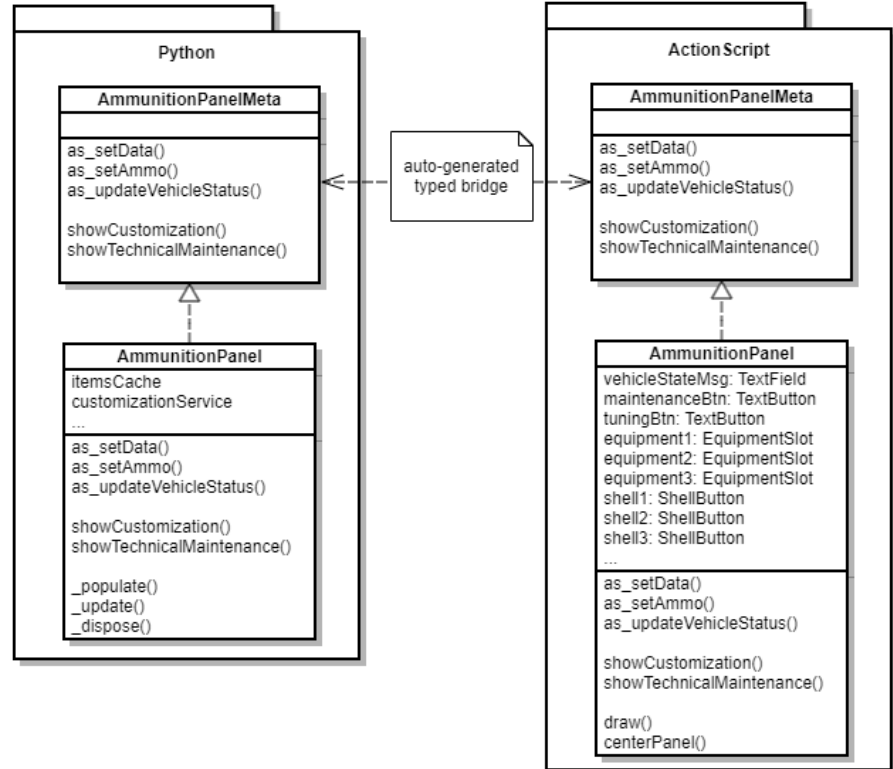 Python
AmmunitionPanelMeta
as_setData()
as_setAmmo()
as_updateVehicleStatus()
showCustomization()
showTechnicalMaintenance()
AmmunitionPanel
itemsCache
customizationService
...
as_setData()
as_setAmmo()
as_updateVehicleStatus()
showCustomization()
showTechnicalMaintenance()
_populate()
_update()
_dispose()
auto-generated
typed bridge
ActionScript
AmmunitionPanelMeta
as_setData()
as_setAmmo()
as_updateVehicleStatus()
showCustomization()
showTechnicalMaintenance()
AmmunitionPanel
vehicleStateMsg: TextField
maintenanceBtn: TextButton
tuningBtn: TextButton
equipment1: EquipmentSlot
equipment2: EquipmentSlot
equipment3: EquipmentSlot
shell1: ShellButton
shell2: ShellButton
shell3: ShellButton
...
as_setData()
as_setAmmo()
as_updateVehicleStatus()
showCustomization()
showTechnicalMaintenance()
draw()
centerPanel()